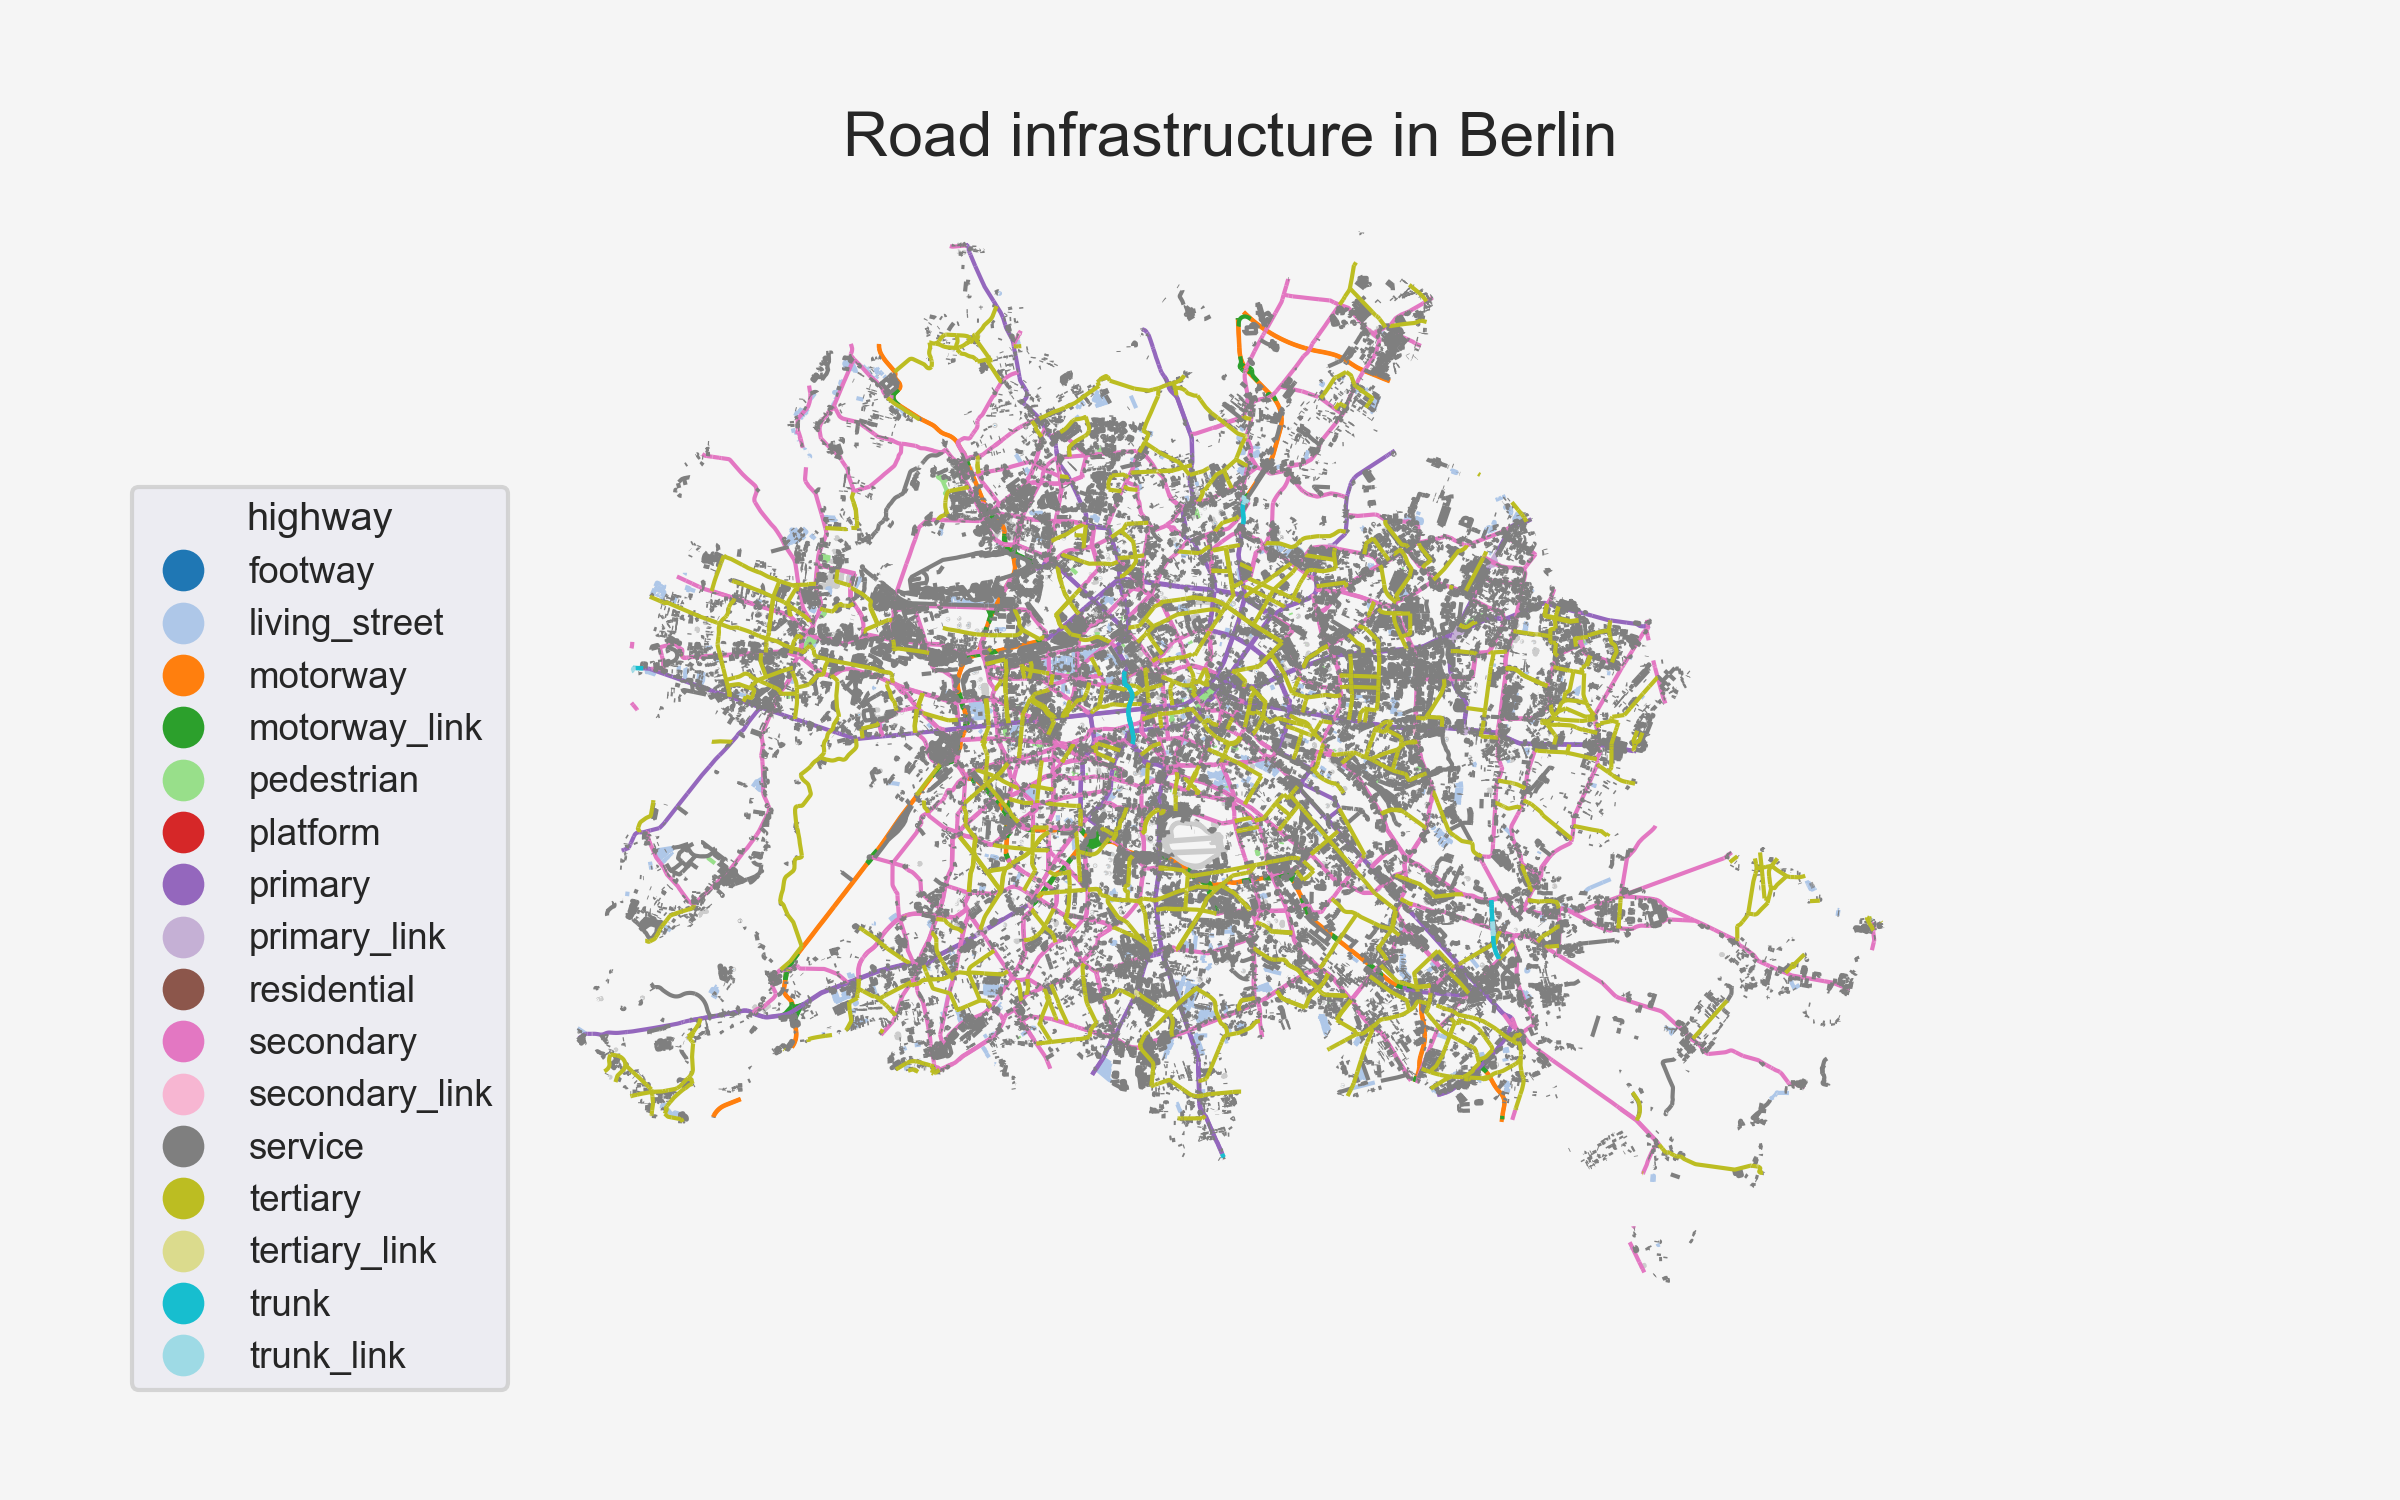 Road infrastructure in Berlin
highway
footway
living_street
motorway
motorway_link
pedestrian
platform
primary
primary_link
residential
secondary
secondary_link
service
tertiary
tertiary_link
trunk
trunk_link